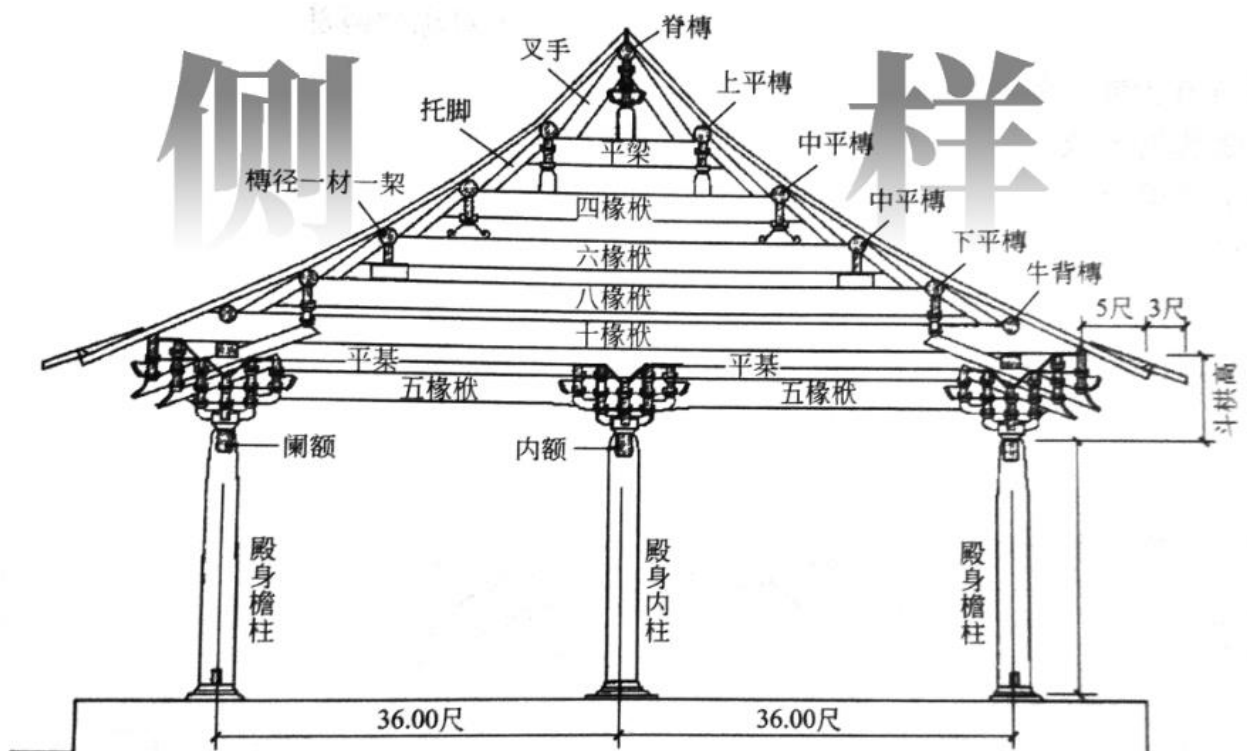 侧样
脊槫
叉手
上平槫
托脚
平梁
中平槫
槫径一材一栔
四椽栿
中平槫
六椽栿
下平槫
八椽栿
牛背槫
5尺 3尺
十椽栿
平棊 平棊
五椽栿 五椽栿
斗栱高
阑额
内额
殿身檐柱
殿身内柱
殿身檐柱
36.00尺 36.00尺